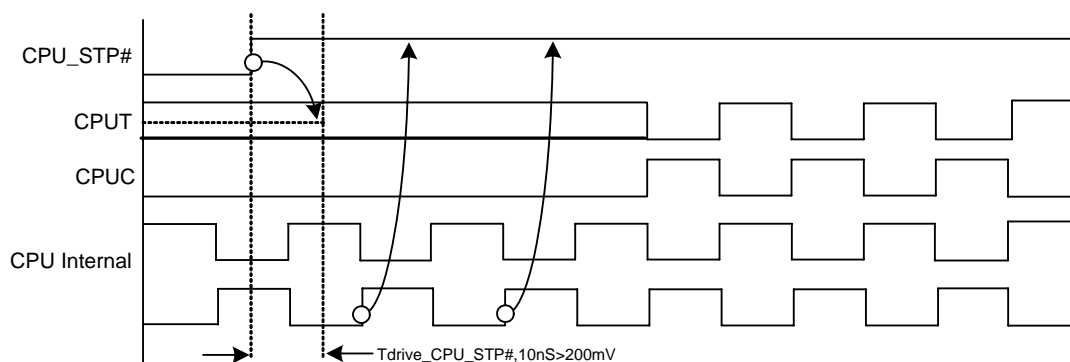 CPU_STP#
CPUT
CPUC
CPU Internal
Tdrive_CPU_STP#,10nS>200mV